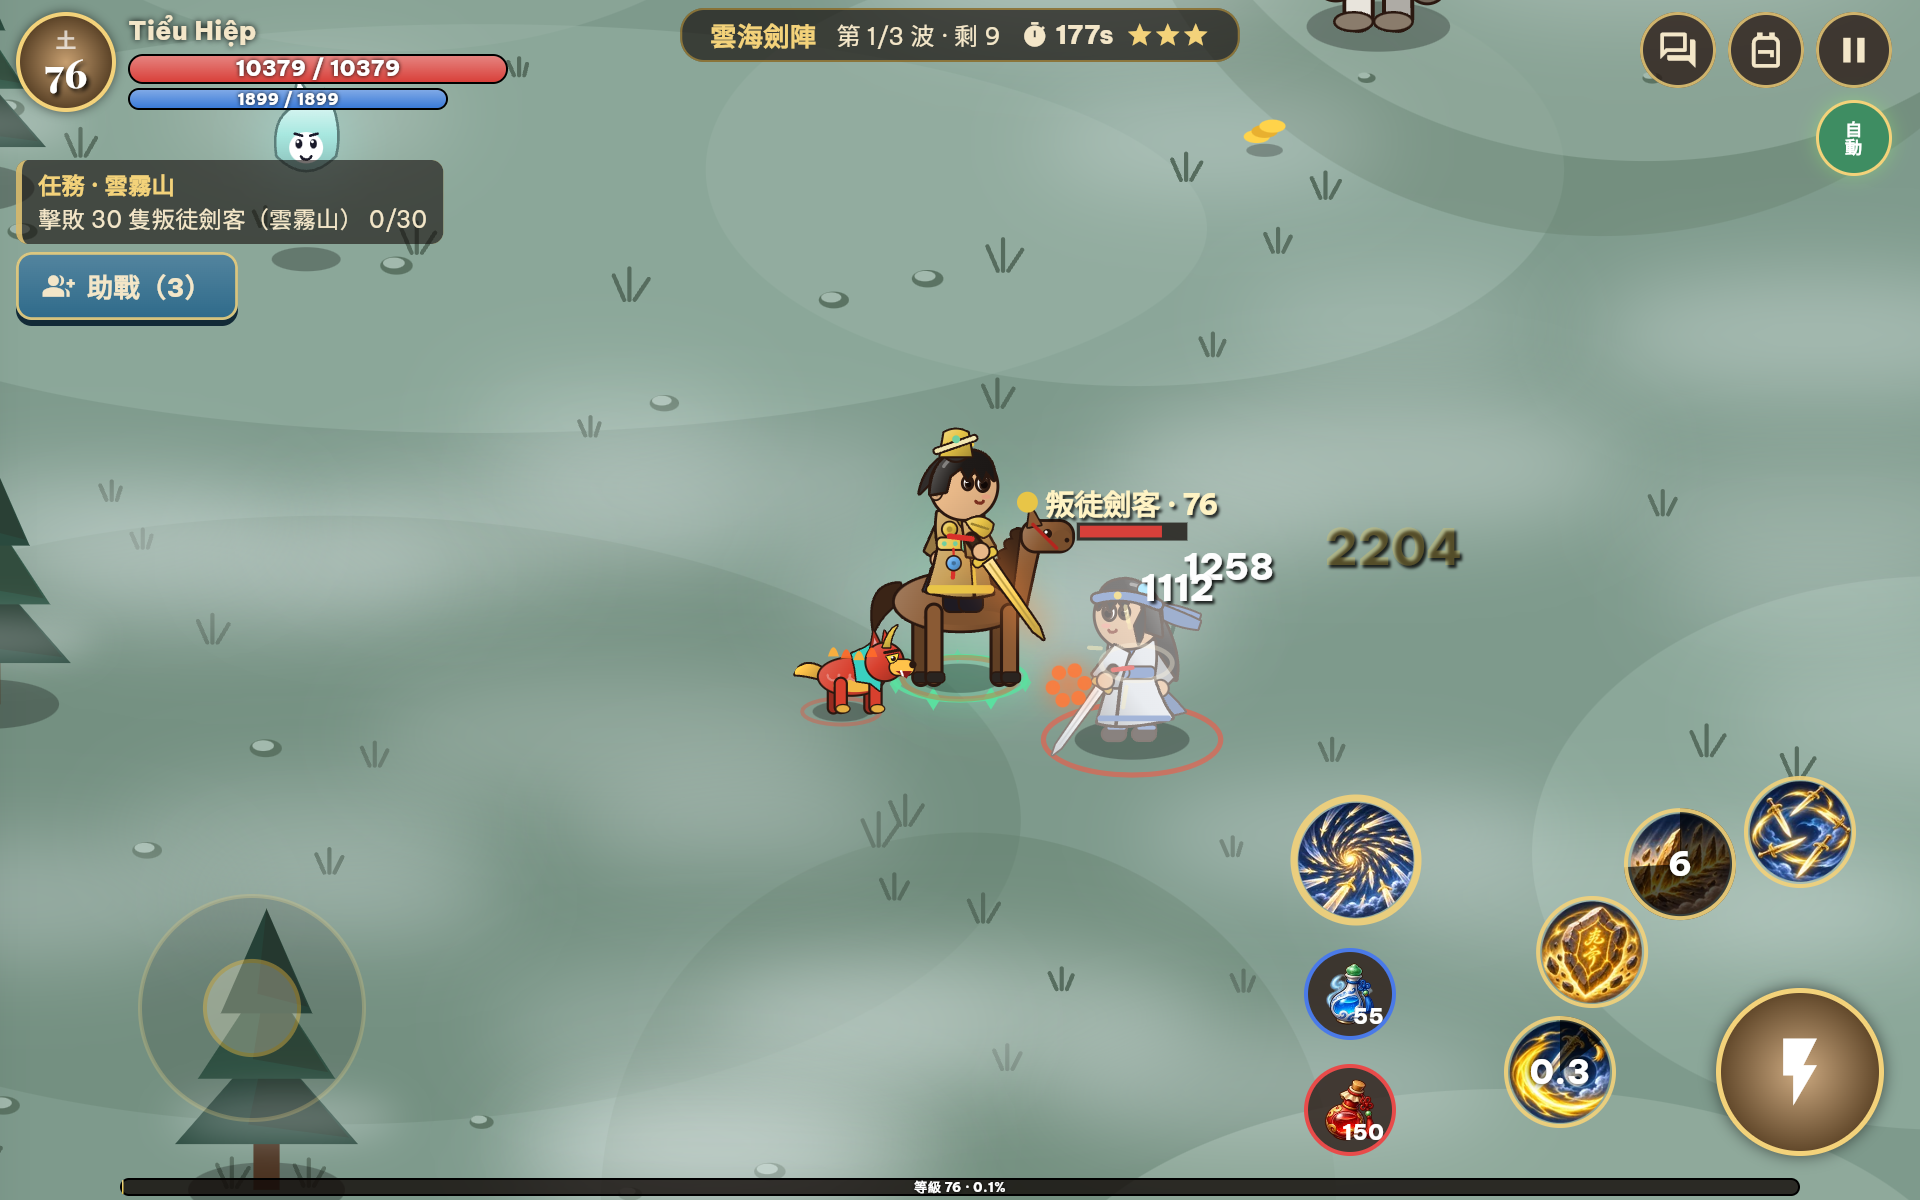 土
76
Tiểu Hiệp
10379 / 10379
1899 / 1899
雲海劍陣 第 1/3 波 · 剩 9 177s
自動
任務 · 雲霧山
擊敗 30 隻叛徒劍客（雲霧山） 0/30
助戰（3）
叛徒劍客 · 76
1258
1112
2204
6
55
0.3
150
等級 76 · 0.1%